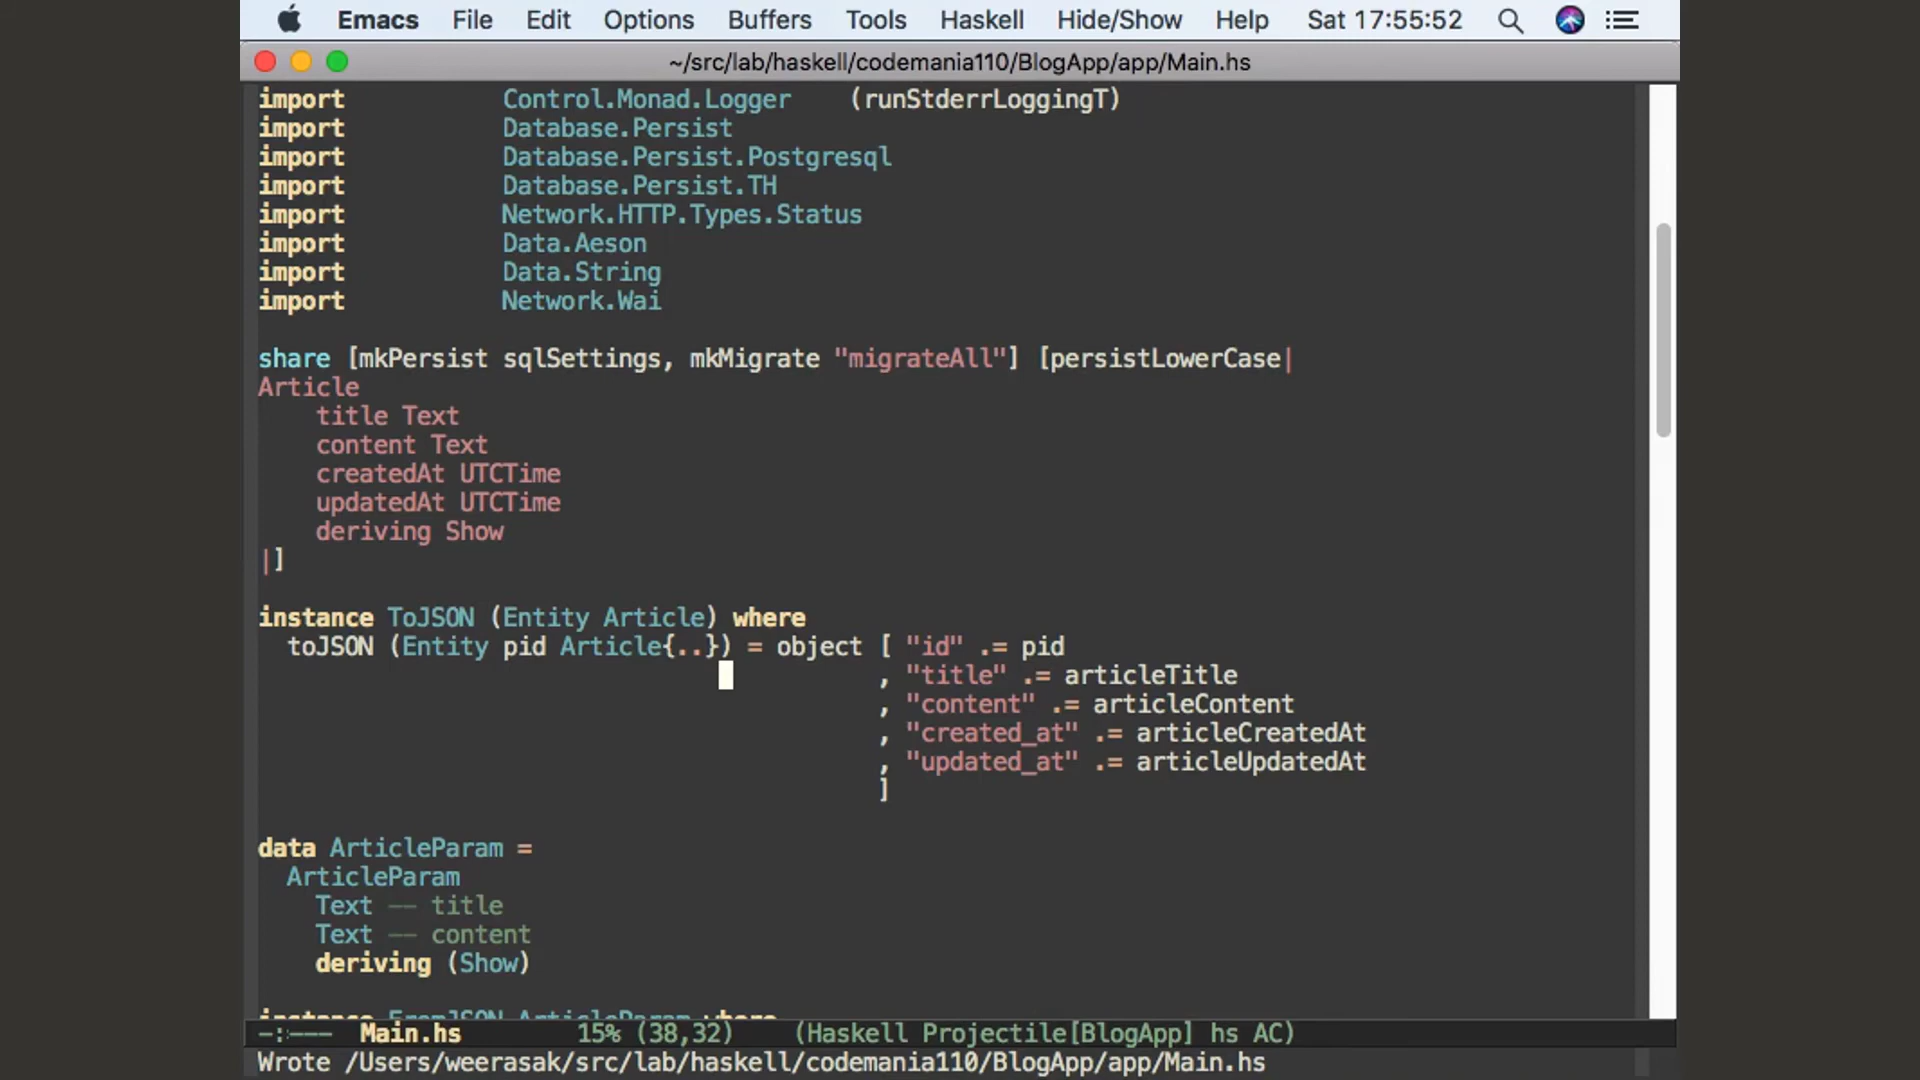 Emacs File Edit Options Buffers Tools Haskell Hide/Show Help Sat 17:55:52
~/src/lab/haskell/codemania110/BlogApp/app/Main.hs
import Control.Monad.Logger (runStderrLoggingT)
import Database.Persist
import Database.Persist.Postgresql
import Database.Persist.TH
import Network.HTTP.Types.Status
import Data.Aeson
import Data.String
import Network.Wai
share [mkPersist sqlSettings, mkMigrate "migrateAll"] [persistLowerCase|
Article
title Text
content Text
createdAt UTCTime
updatedAt UTCTime
deriving Show
|]
instance ToJSON (Entity Article) where
toJSON (Entity pid Article{..}) = object [ "id" .= pid
, "title" .= articleTitle
, "content" .= articleContent
, "created_at" .= articleCreatedAt
, "updated_at" .= articleUpdatedAt
]
data ArticleParam =
ArticleParam
Text -- title
Text -- content
deriving (Show)
instance FromJSON ArticleParam where
-:---- Main.hs 15% (38,32) (Haskell Projectile[BlogApp] hs AC)
Wrote /Users/weerasak/src/lab/haskell/codemania110/BlogApp/app/Main.hs